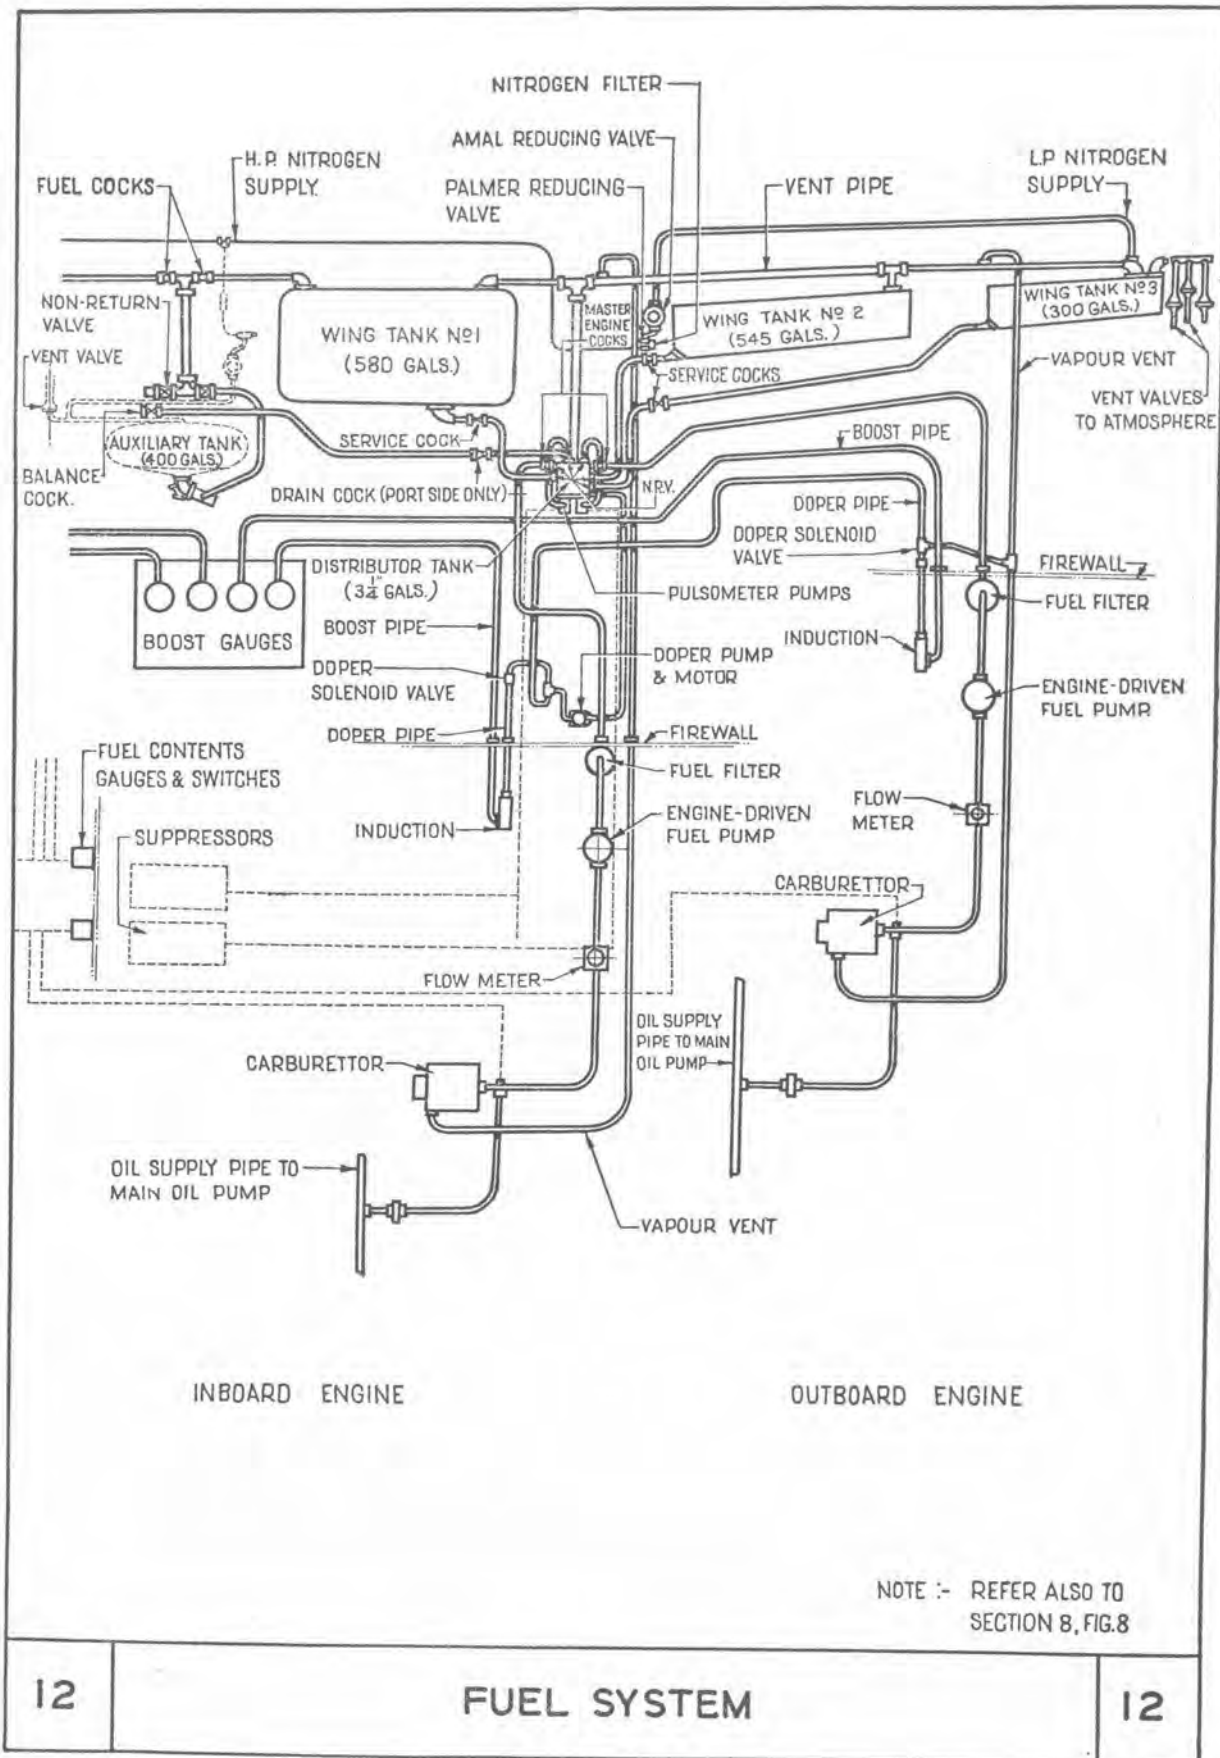 NITROGEN FILTER
AMAL REDUCING VALVE
H.P. NITROGEN
SUPPLY
L.P NITROGEN
SUPPLY
FUEL COCKS
PALMER REDUCING
VALVE
VENT PIPE
NON-RETURN
VALVE
VENT VALVE
WING TANK Nº1
(580 GALS.)
MASTER
ENGINE
COCKS
WING TANK Nº 2
(545 GALS.)
WING TANK Nº3
(300 GALS.)
SERVICE COCKS
VAPOUR VENT
VENT VALVES
TO ATMOSPHERE
AUXILIARY TANK
(400 GALS.)
SERVICE COCK
BOOST PIPE
BALANCE
COCK.
DRAIN COCK (PORT SIDE ONLY)
N.R.V.
DOPER PIPE
DOPER SOLENOID
VALVE
DISTRIBUTOR TANK
(3¼" GALS.)
PULSOMETER PUMPS
FIREWALL
FUEL FILTER
BOOST GAUGES
BOOST PIPE
INDUCTION
DOPER
SOLENOID VALVE
DOPER PUMP
& MOTOR
ENGINE-DRIVEN
FUEL PUMP
DOPER PIPE
FIREWALL
FUEL FILTER
FUEL CONTENTS
GAUGES & SWITCHES
FLOW
METER
SUPPRESSORS
INDUCTION
ENGINE-DRIVEN
FUEL PUMP
CARBURETTOR
FLOW METER
OIL SUPPLY
PIPE TO MAIN
OIL PUMP
CARBURETTOR
OIL SUPPLY PIPE TO
MAIN OIL PUMP
VAPOUR VENT
INBOARD ENGINE
OUTBOARD ENGINE
NOTE :- REFER ALSO TO
SECTION 8, FIG.8
12
FUEL SYSTEM
12